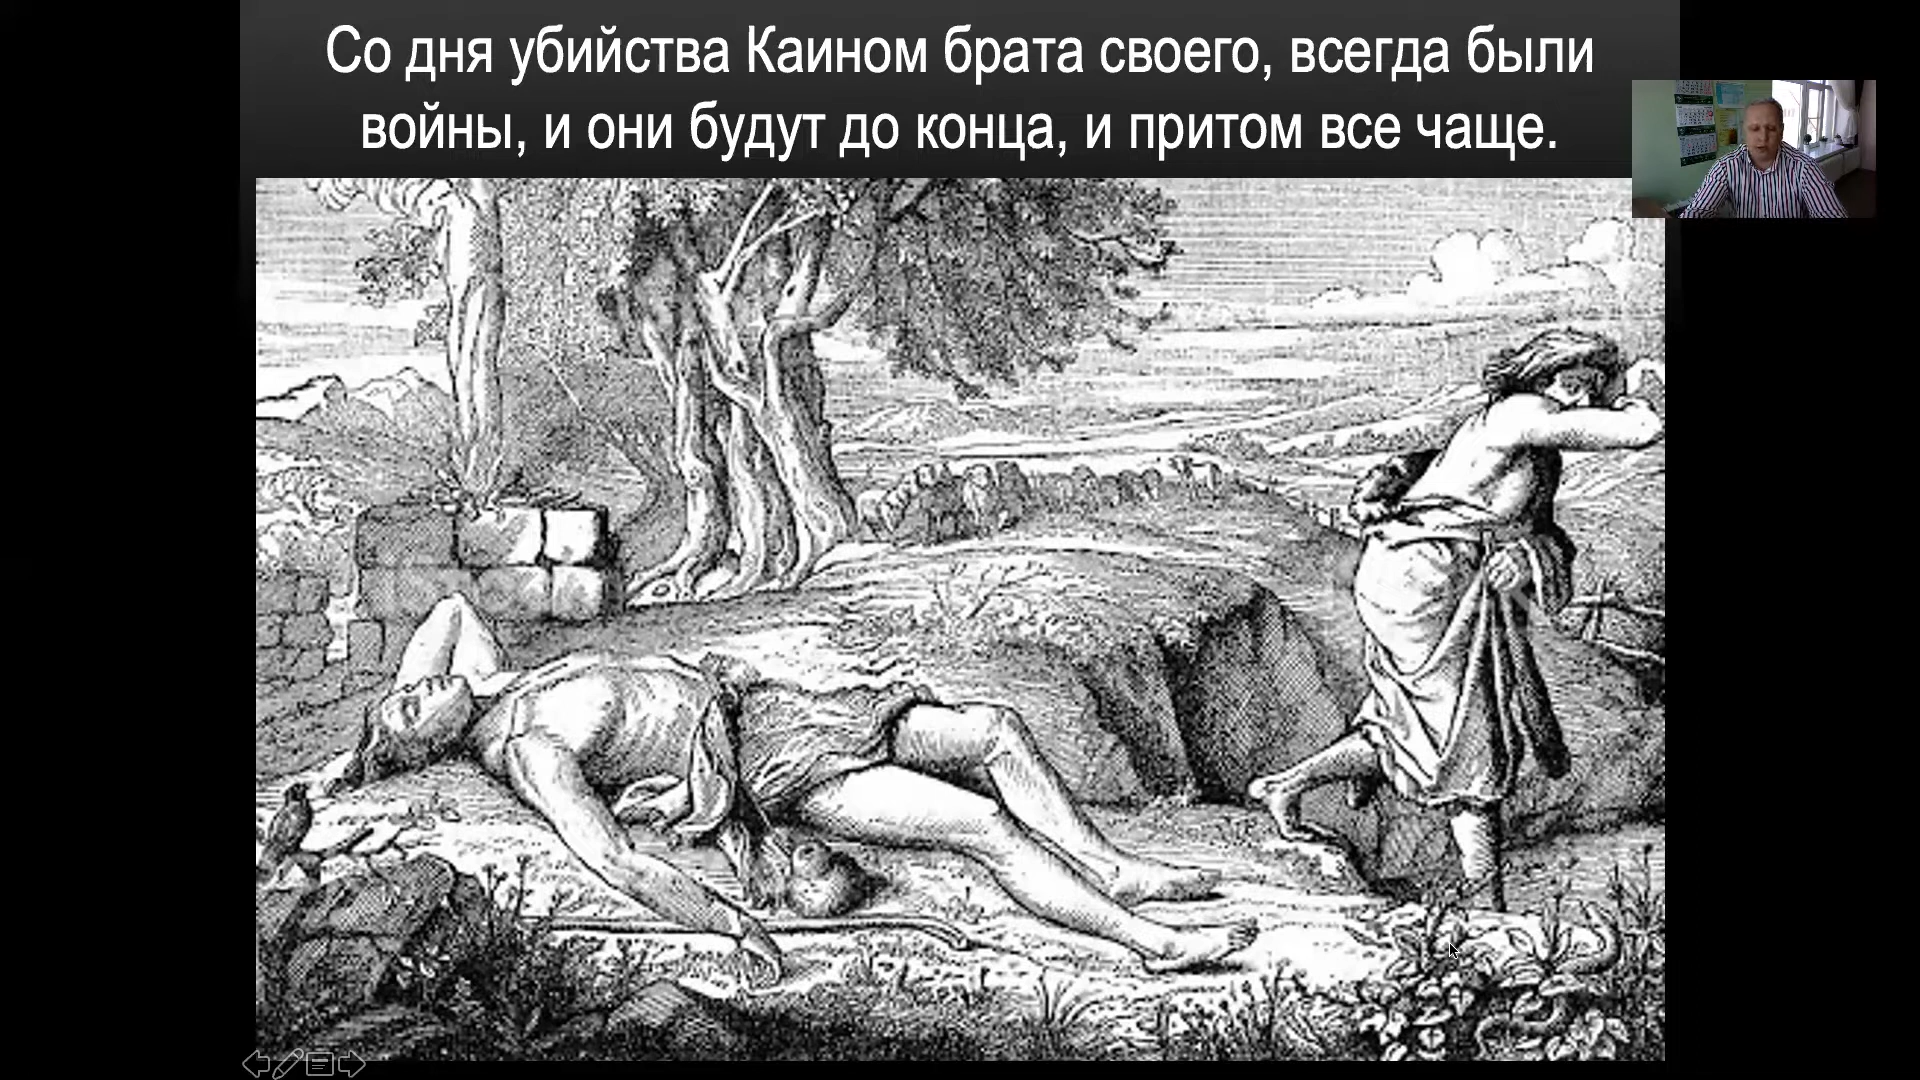 Со дня убийства Каином брата своего, всегда были
войны, и они будут до конца, и притом все чаще.